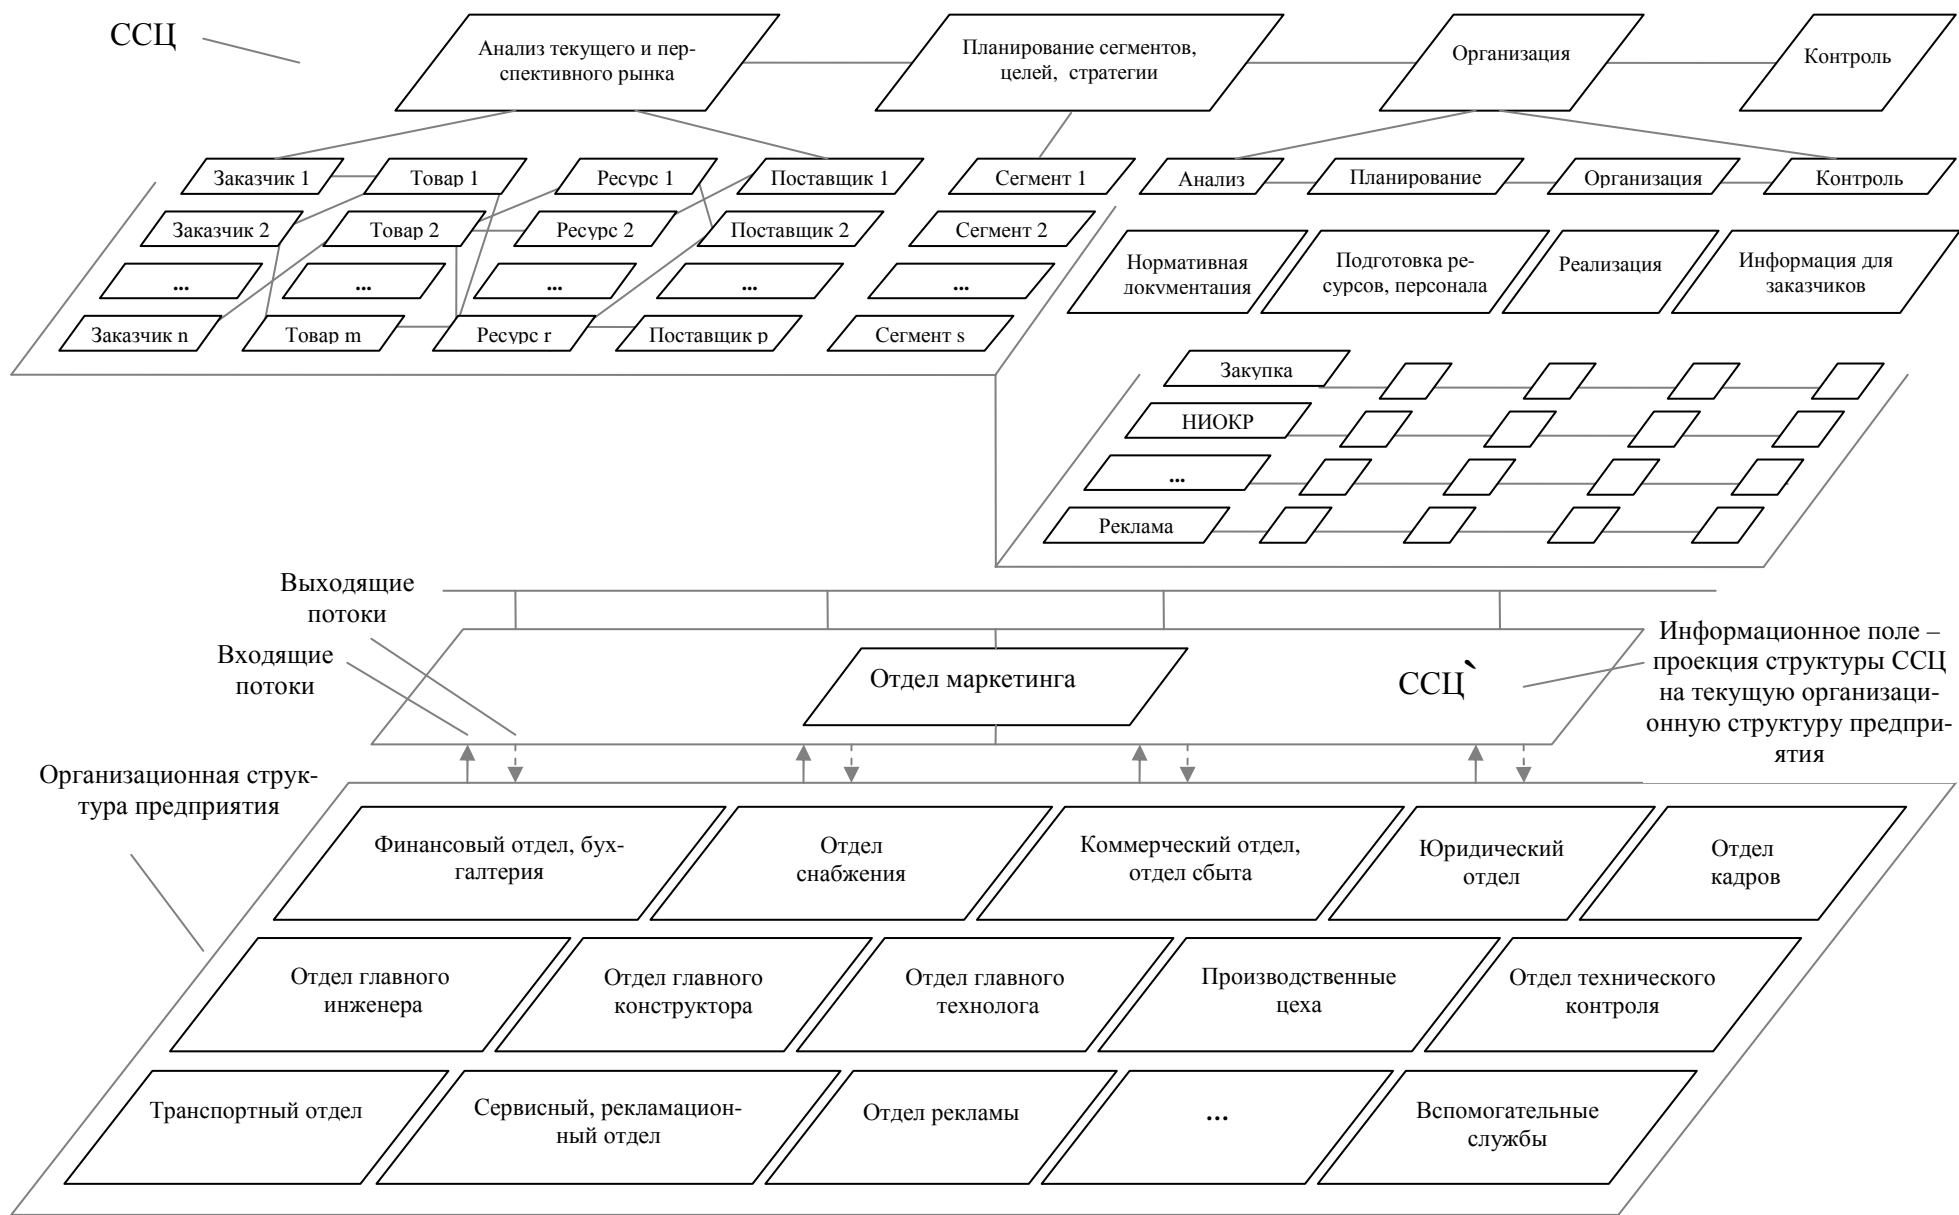 ССЦ
Анализ текущего и пер-
спективного рынка
Планирование сегментов,
целей, стратегии
Организация
Контроль
Заказчик 1
Товар 1
Ресурс 1
Поставщик 1
Сегмент 1
Анализ
Планирование
Организация
Контроль
Заказчик 2
Товар 2
Ресурс 2
Поставщик 2
Сегмент 2
...
...
...
...
...
Нормативная
документация
Подготовка ре-
сурсов, персонала
Реализация
Информация для
заказчиков
Заказчик n
Товар m
Ресурс r
Поставщик p
Сегмент s
Закупка
НИОКР
...
Реклама
Выходящие
потоки
Входящие
потоки
Отдел маркетинга
ССЦ`
Информационное поле –
проекция структуры ССЦ
на текущую организаци-
онную структуру предпри-
ятия
Организационная струк-
тура предприятия
Финансовый отдел, бух-
галтерия
Отдел
снабжения
Коммерческий отдел,
отдел сбыта
Юридический
отдел
Отдел
кадров
Отдел главного
инженера
Отдел главного
конструктора
Отдел главного
технолога
Производственные
цеха
Отдел технического
контроля
Транспортный отдел
Сервисный, рекламацион-
ный отдел
Отдел рекламы
...
Вспомогательные
службы